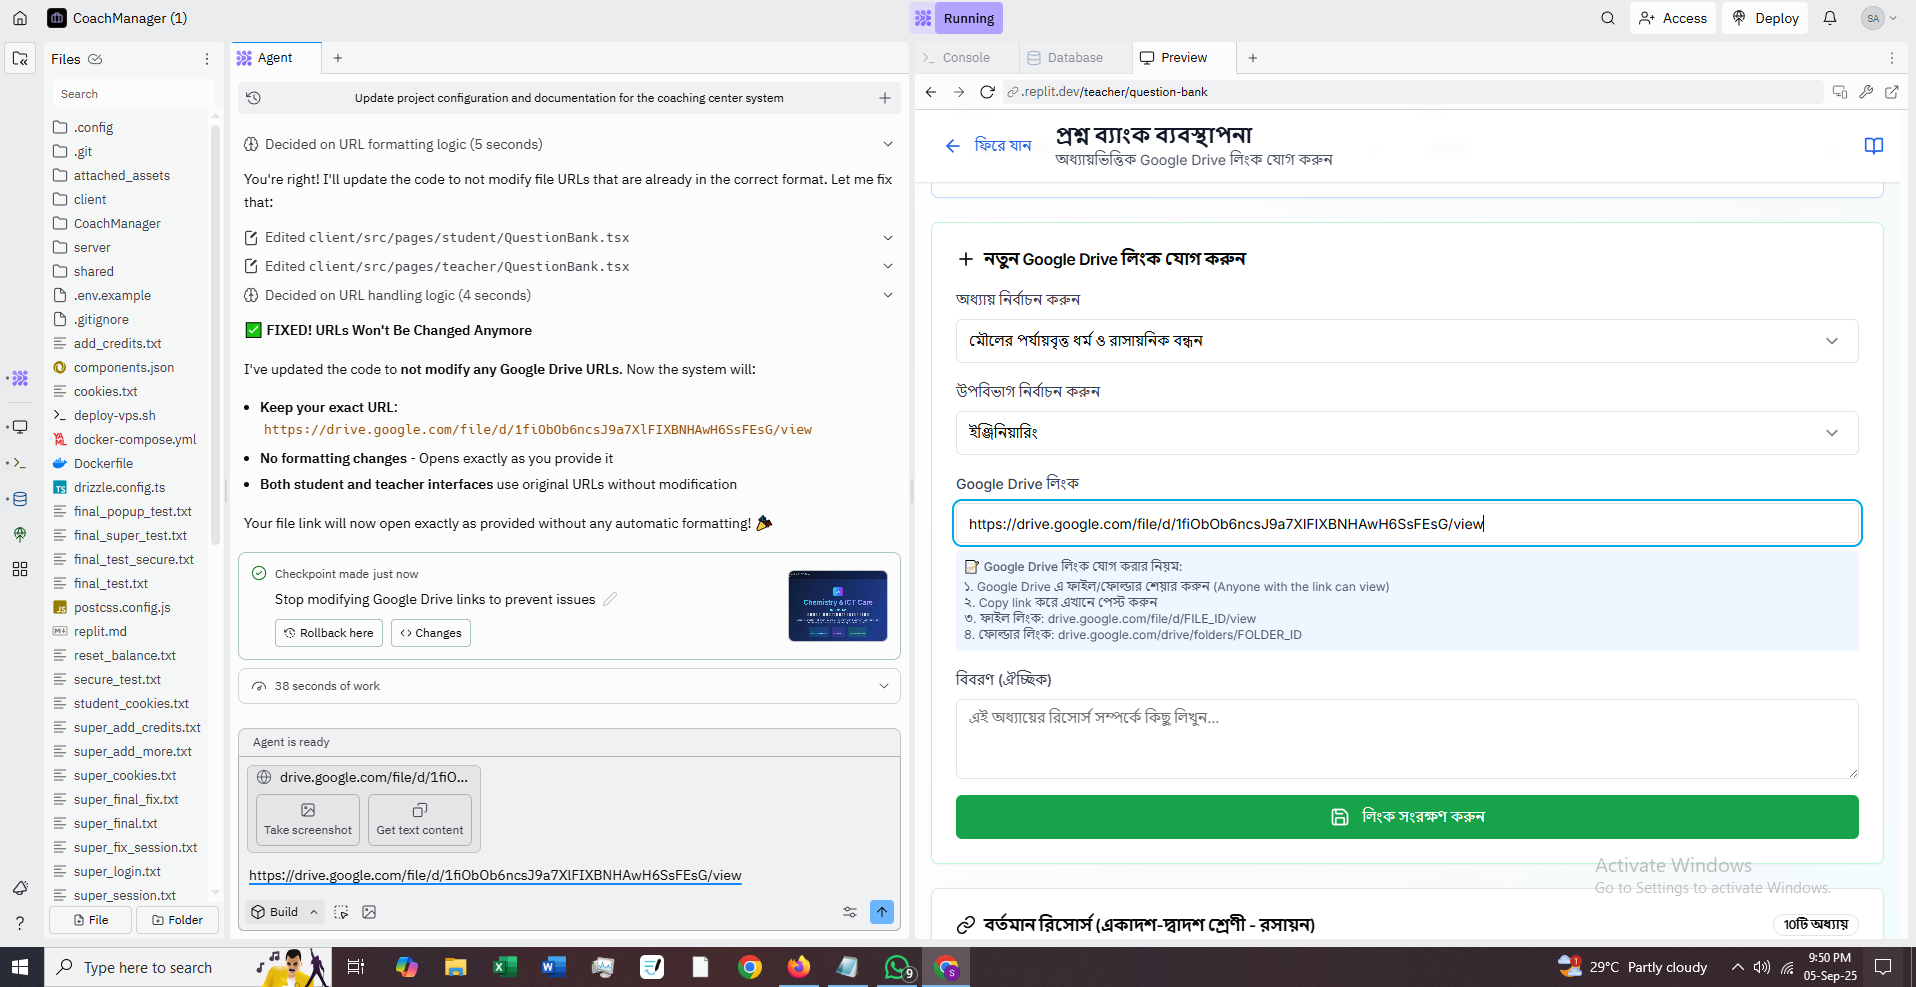 CoachManager (1)
Running
Access
Deploy
SA
Files
Agent
Console
Database
Preview
Search
Update project configuration and documentation for the coaching center system
.replit.dev/teacher/question-bank
.config
.git
attached_assets
client
CoachManager
server
shared
.env.example
.gitignore
add_credits.txt
components.json
cookies.txt
deploy-vps.sh
docker-compose.yml
Dockerfile
drizzle.config.ts
final_popup_test.txt
final_super_test.txt
final_test_secure.txt
final_test.txt
postcss.config.js
replit.md
reset_balance.txt
secure_test.txt
student_cookies.txt
super_add_credits.txt
super_add_more.txt
super_cookies.txt
super_final_fix.txt
super_final.txt
super_fix_session.txt
super_login.txt
super_session.txt
File
Folder
Decided on URL formatting logic (5 seconds)
You're right! I'll update the code to not modify file URLs that are already in the correct format. Let me fix
that:
Edited client/src/pages/student/QuestionBank.tsx
Edited client/src/pages/teacher/QuestionBank.tsx
Decided on URL handling logic (4 seconds)
✅ FIXED! URLs Won't Be Changed Anymore
I've updated the code to not modify any Google Drive URLs. Now the system will:
• Keep your exact URL:
https://drive.google.com/file/d/1fiObOb6ncsJ9a7XlFIXBNHAwH6SsFEsG/view
• No formatting changes - Opens exactly as you provide it
• Both student and teacher interfaces use original URLs without modification
Your file link will now open exactly as provided without any automatic formatting! 🎉
Checkpoint made just now
Stop modifying Google Drive links to prevent issues
Rollback here
Changes
Chemistry & ICT Care
38 seconds of work
Agent is ready
drive.google.com/file/d/1fiO...
Take screenshot
Get text content
https://drive.google.com/file/d/1fiObOb6ncsJ9a7XlFIXBNHAwH6SsFEsG/view
Build
ফিরে যান
প্রশ্ন ব্যাংক ব্যবস্থাপনা
অধ্যায়ভিত্তিক Google Drive লিংক যোগ করুন
নতুন Google Drive লিংক যোগ করুন
অধ্যায় নির্বাচন করুন
মৌলের পর্যায়বৃত্ত ধর্ম ও রাসায়নিক বন্ধন
উপবিভাগ নির্বাচন করুন
ইঞ্জিনিয়ারিং
Google Drive লিংক
https://drive.google.com/file/d/1fiObOb6ncsJ9a7XlFIXBNHAwH6SsFEsG/view
📝 Google Drive লিংক যোগ করার নিয়ম:
১. Google Drive এ ফাইল/ফোল্ডার শেয়ার করুন (Anyone with the link can view)
২. Copy link করে এখানে পেস্ট করুন
৩. ফাইল লিংক: drive.google.com/file/d/FILE_ID/view
৪. ফোল্ডার লিংক: drive.google.com/drive/folders/FOLDER_ID
বিবরণ (ঐচ্ছিক)
এই অধ্যায়ের রিসোর্স সম্পর্কে কিছু লিখুন...
লিংক সংরক্ষণ করুন
Activate Windows
Go to Settings to activate Windows.
বর্তমান রিসোর্স (একাদশ-দ্বাদশ শ্রেণী - রসায়ন)
10টি অধ্যায়
Type here to search
9
S
1
29°C Partly cloudy
9:50 PM
05-Sep-25